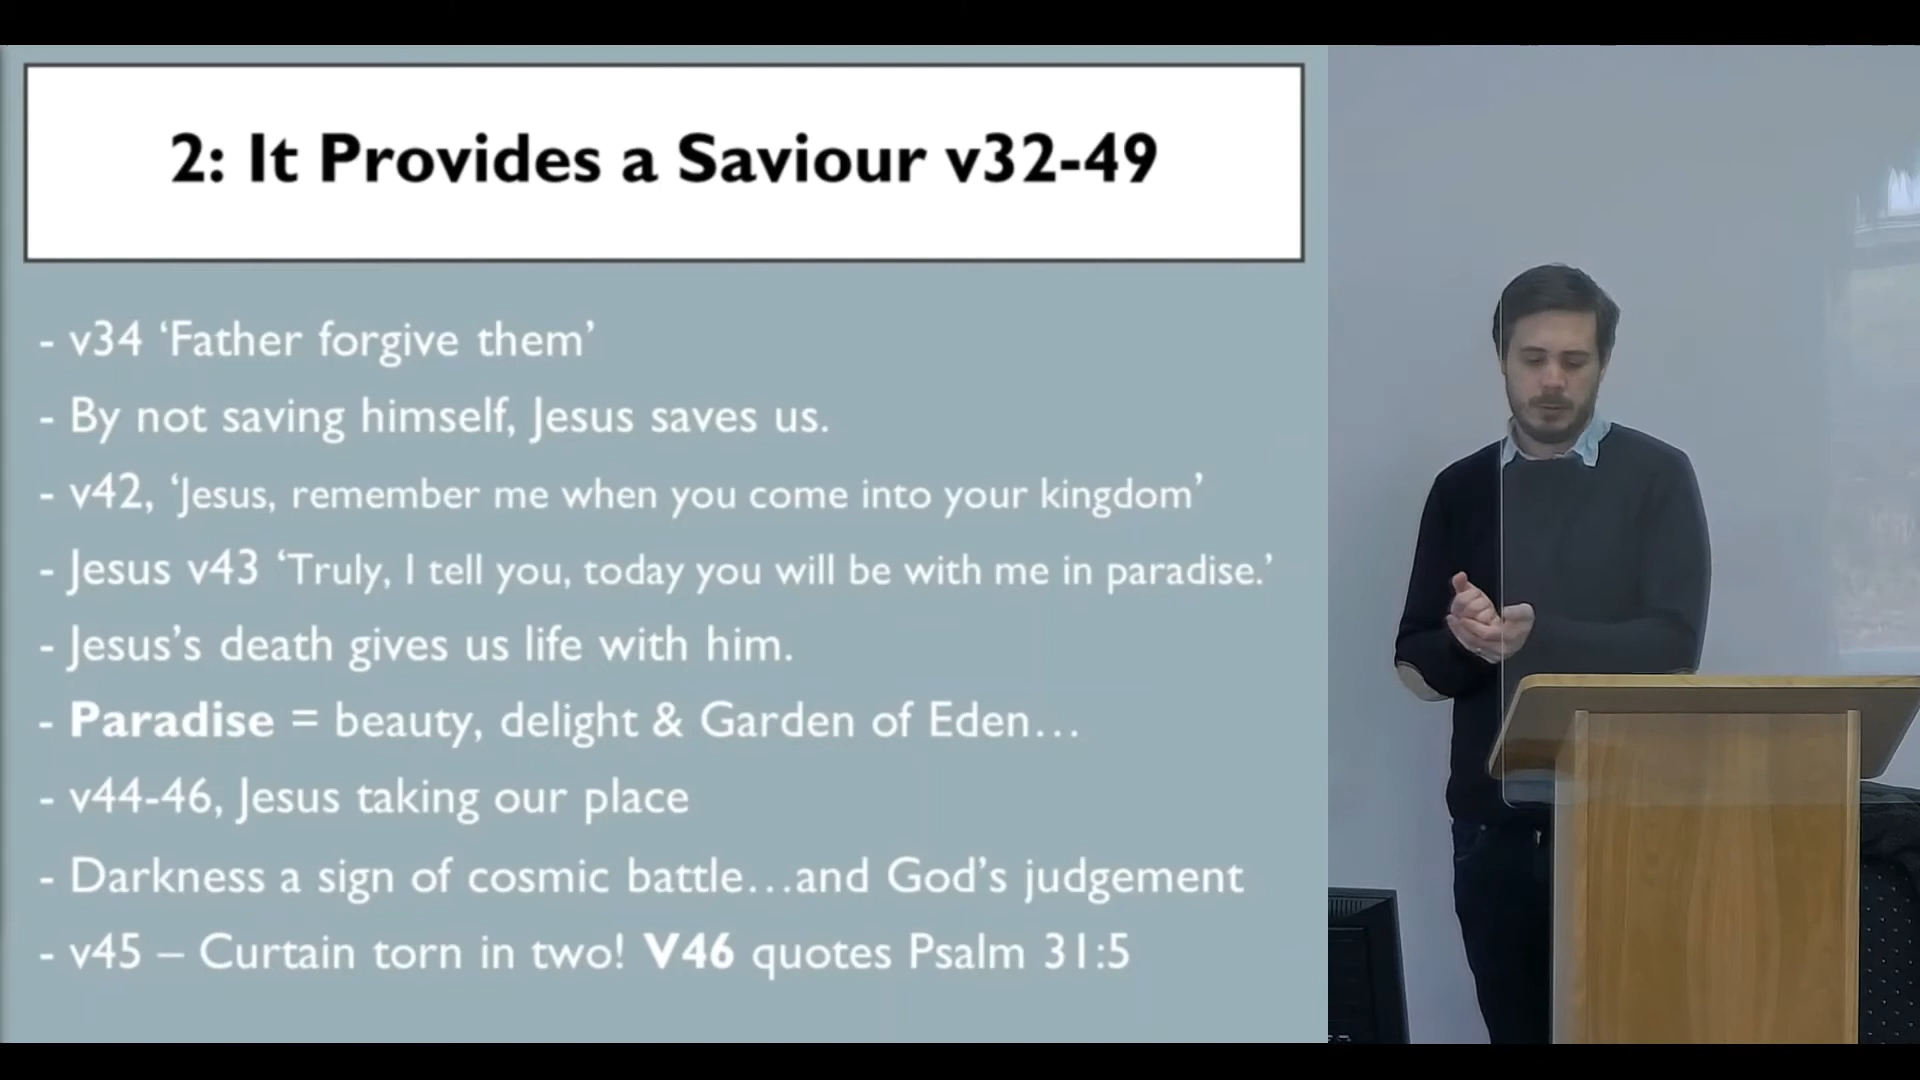 2: It Provides a Saviour v32-49
- v34 ‘Father forgive them’
- By not saving himself, Jesus saves us.
- v42, ‘Jesus, remember me when you come into your kingdom’
- Jesus v43 ‘Truly, I tell you, today you will be with me in paradise.’
- Jesus’s death gives us life with him.
- Paradise = beauty, delight & Garden of Eden…
- v44-46, Jesus taking our place
- Darkness a sign of cosmic battle…and God’s judgement
- v45 – Curtain torn in two! V46 quotes Psalm 31:5